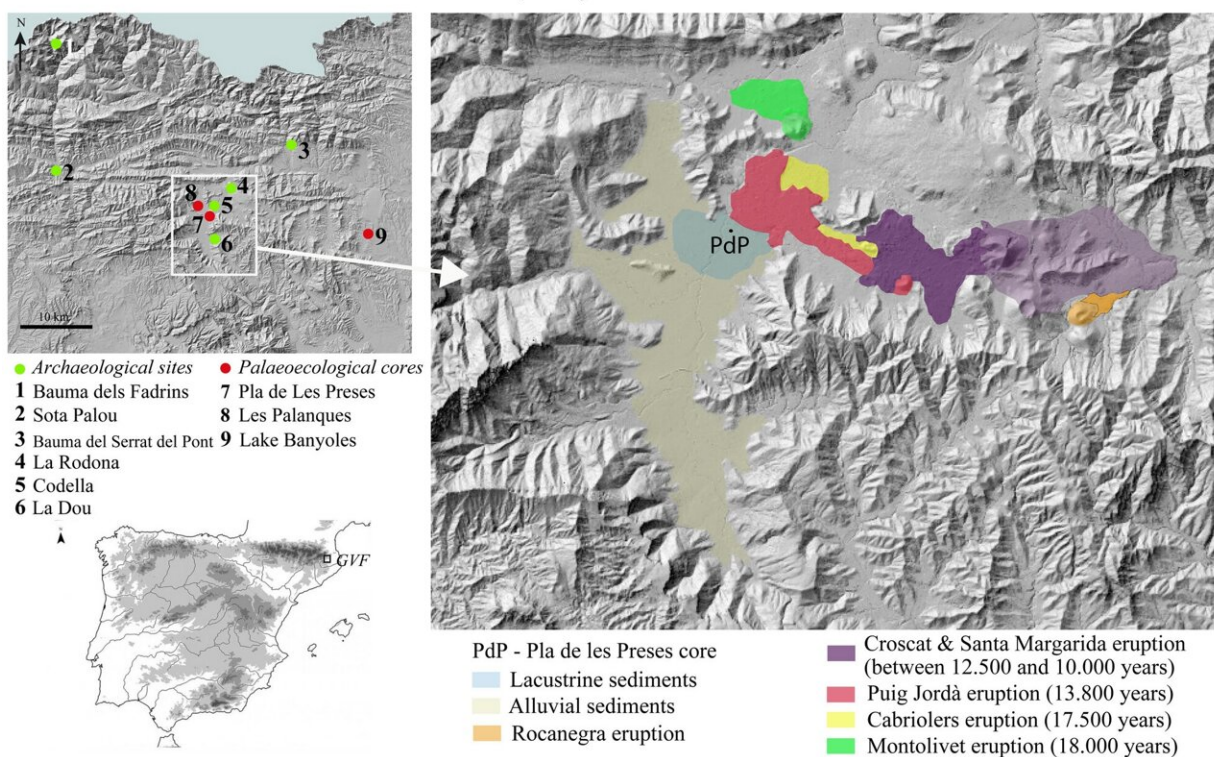 N
1
2
3
4
8
5
7
6
9
10 km
Archaeological sites
1 Bauma dels Fadrins
2 Sota Palou
3 Bauma del Serrat del Pont
4 La Rodona
5 Codella
6 La Dou
Palaeoecological cores
7 Pla de Les Preses
8 Les Palanques
9 Lake Banyoles
GVF
PdP
PdP - Pla de les Preses core
Lacustrine sediments
Alluvial sediments
Rocanegra eruption
Croscat & Santa Margarida eruption
(between 12.500 and 10.000 years)
Puig Jordà eruption (13.800 years)
Cabriolers eruption (17.500 years)
Montolivet eruption (18.000 years)